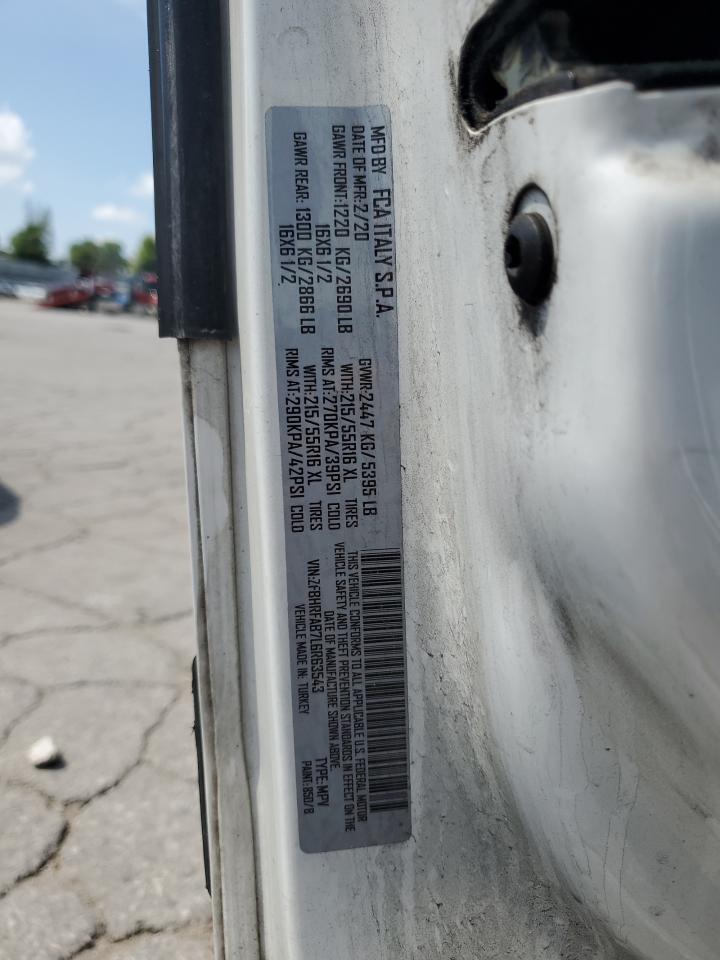 MFD BY FCA ITALY S.P.A.
DATE OF MFR:2/20 GVWR:2447 KG/5395 LB
GAWR FRONT:1220 KG/2690 LB WITH:215/55R16 XL TIRES
16X6 1/2 RIMS AT:270KPA/39PSI COLD
GAWR REAR: 1300 KG/2866 LB WITH:215/55R16 XL TIRES
16X6 1/2 RIMS AT:290KPA/42PSI COLD
THIS VEHICLE CONFORMS TO ALL APPLICABLE U.S. FEDERAL MOTOR
VEHICLE SAFETY AND THEFT PREVENTION STANDARDS IN EFFECT ON THE
DATE OF MANUFACTURE SHOWN ABOVE.
VIN:ZFBHRFAB7L6R63543 TYPE:MPV
VEHICLE MADE IN: TURKEY PAINT: 850/B